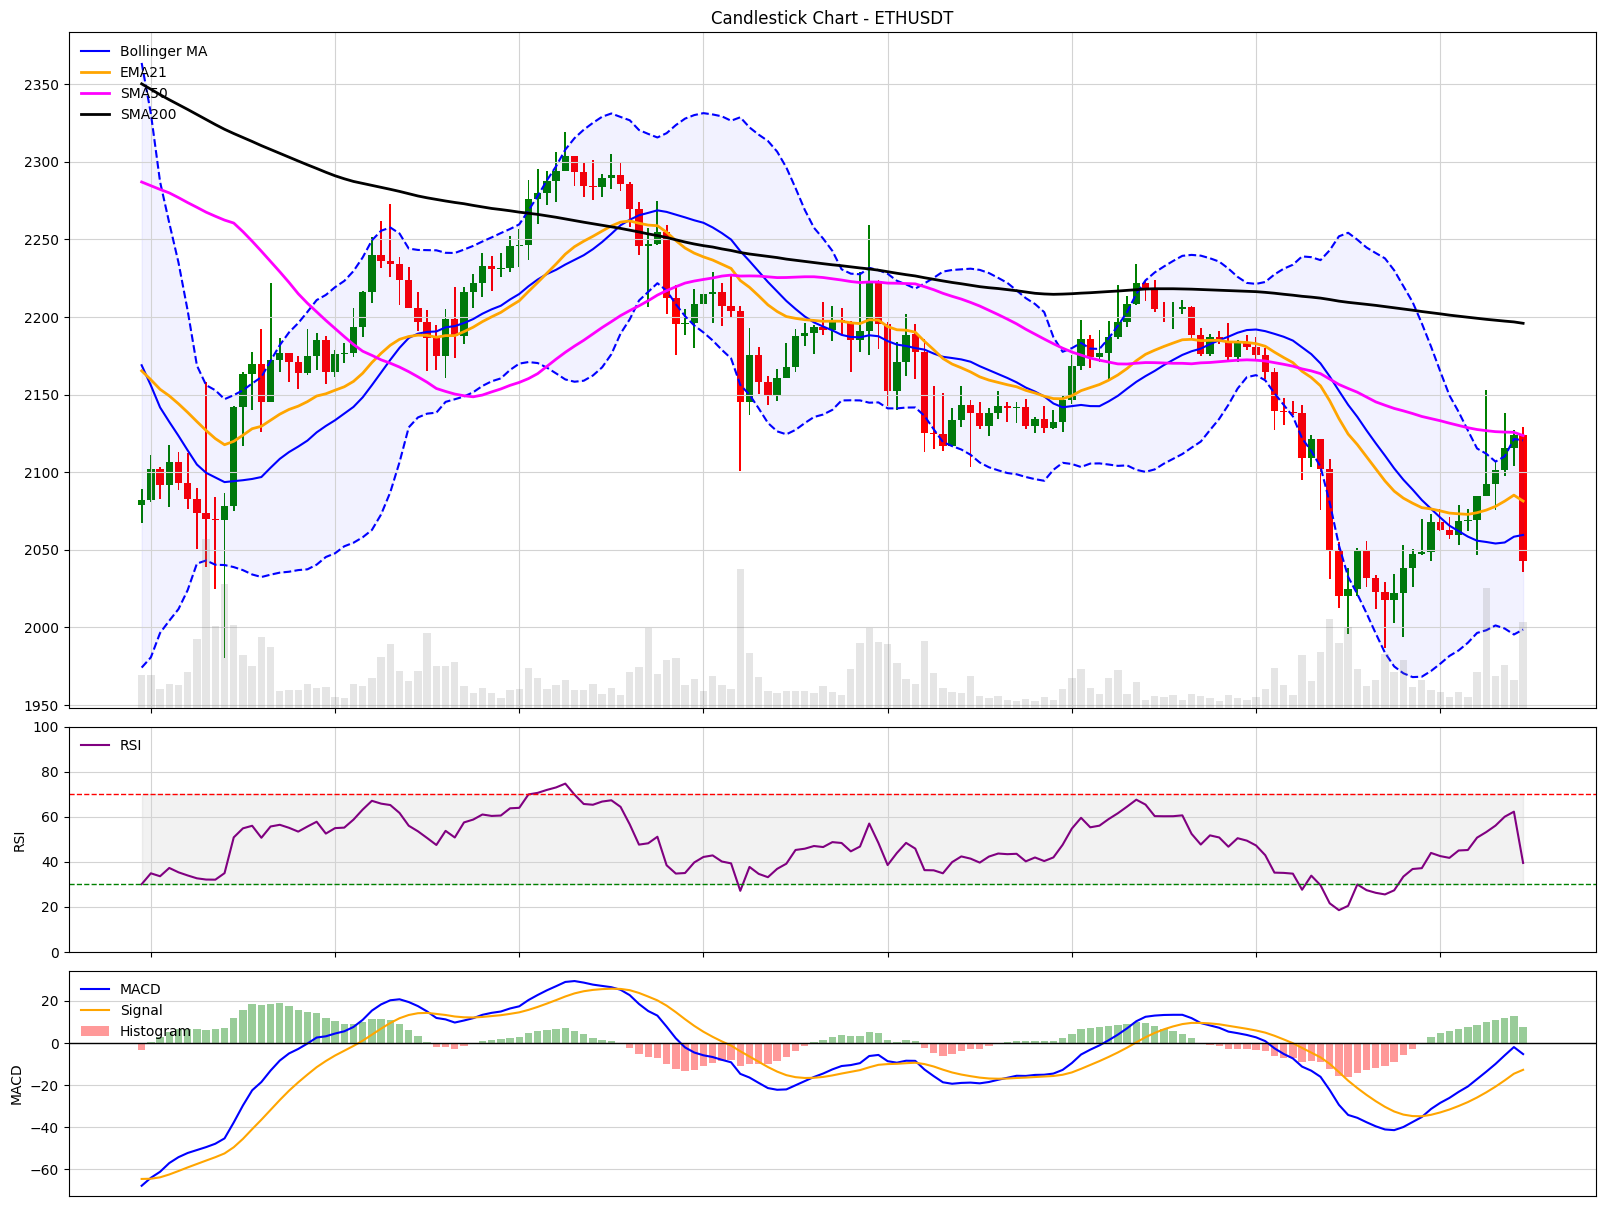 Candlestick Chart - ETHUSDT
Bollinger MA
EMA21
SMA50
SMA200
2350
2300
2250
2200
2150
2100
2050
2000
1950
RSI
100
80
60
40
20
0
RSI
MACD
Signal
Histogram
20
0
−20
−40
−60
MACD